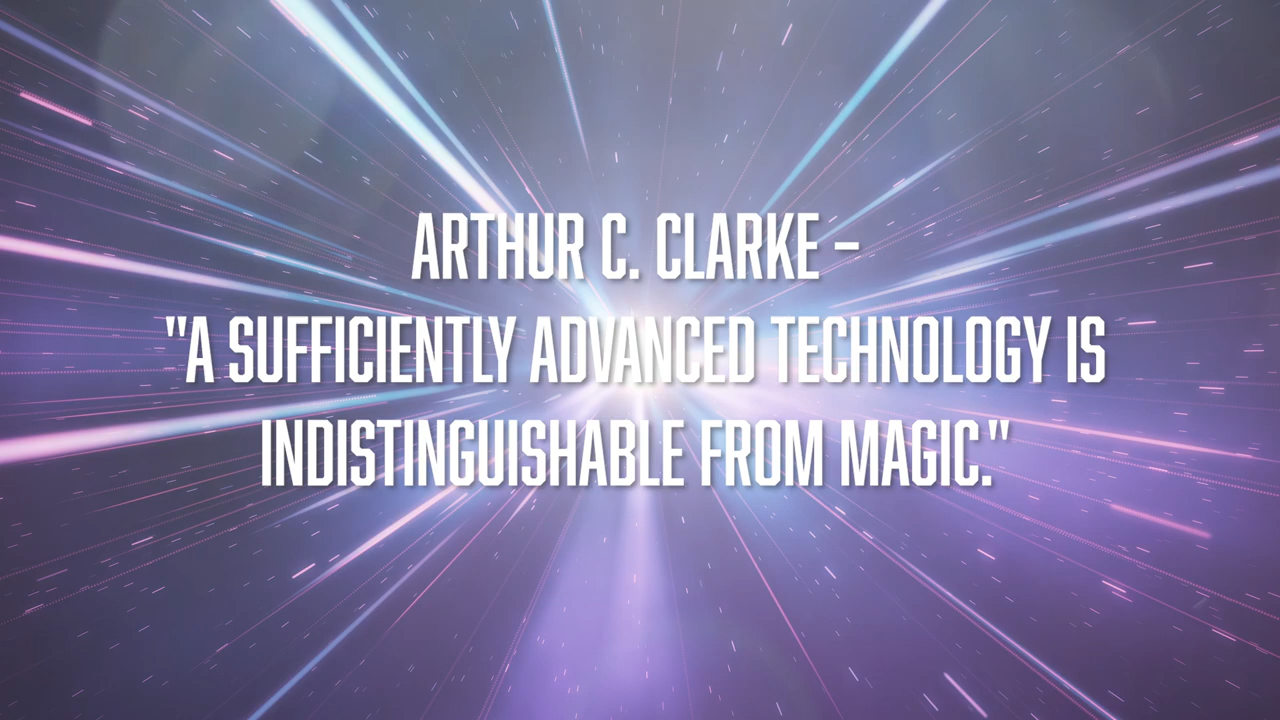 ARTHUR C. CLARKE –
"A SUFFICIENTLY ADVANCED TECHNOLOGY IS
INDISTINGUISHABLE FROM MAGIC."